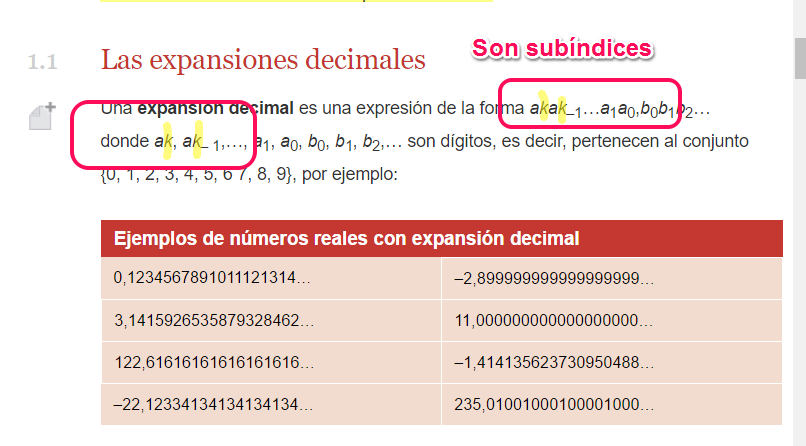 1.1 Las expansiones decimales
Son subíndices
Una expansión decimal es una expresión de la forma akak–1…a1a0,b0b1b2…
donde ak, ak–1,…, a1, a0, b0, b1, b2,… son dígitos, es decir, pertenecen al conjunto
{0, 1, 2, 3, 4, 5, 6 7, 8, 9}, por ejemplo:
Ejemplos de números reales con expansión decimal
0,1234567891011121314… –2,899999999999999999…
3,1415926535879328462… 11,000000000000000000…
122,61616161616161616… –1,414135623730950488…
–22,12334134134134134… 235,01001000100001000…